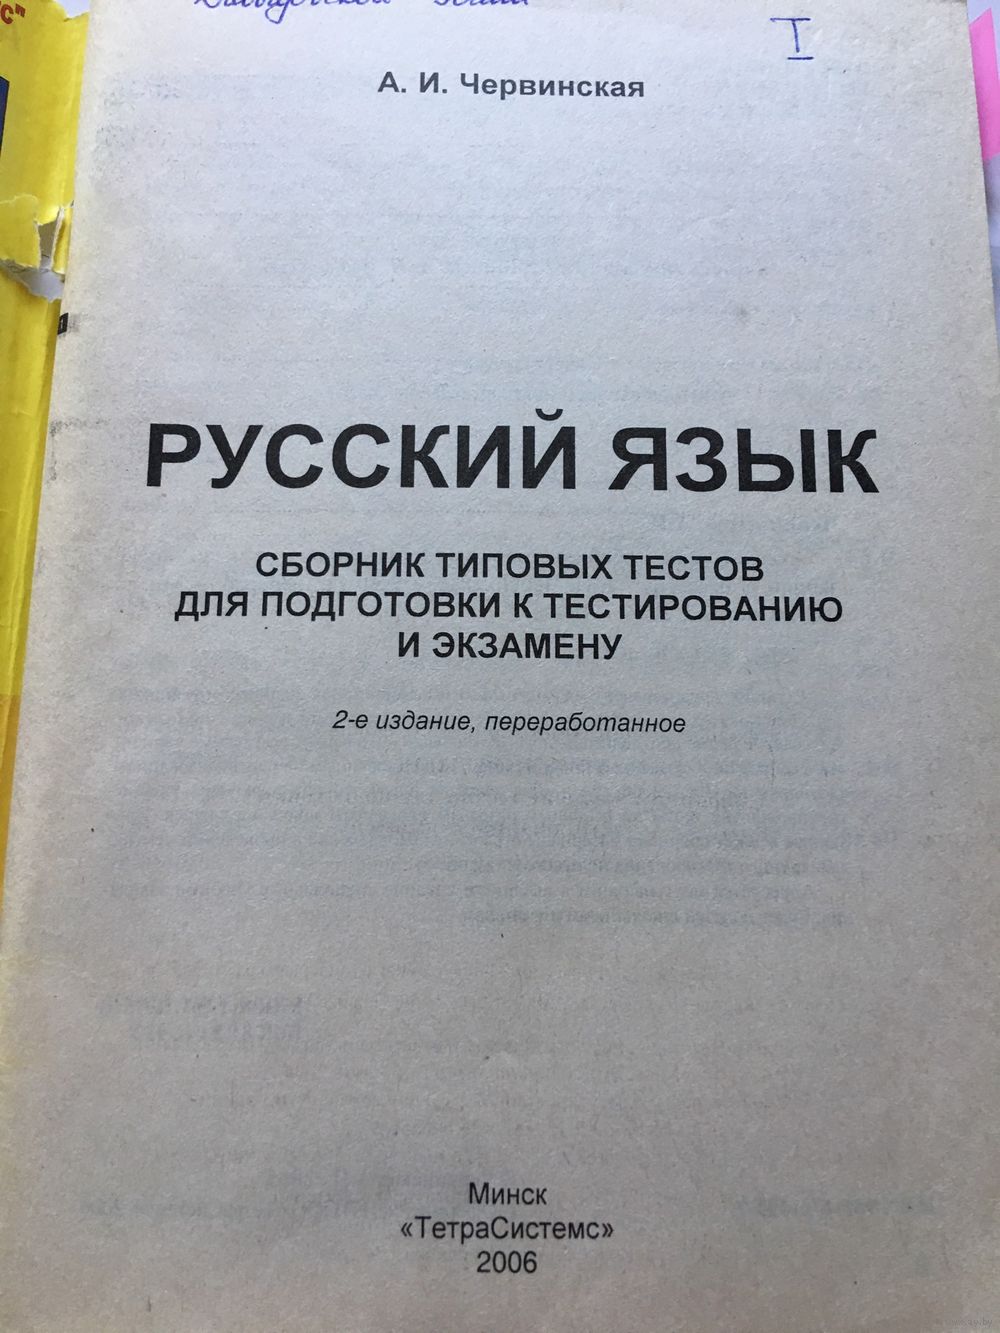 с"
I
А. И. Червинская
РУССКИЙ ЯЗЫК
СБОРНИК ТИПОВЫХ ТЕСТОВ
ДЛЯ ПОДГОТОВКИ К ТЕСТИРОВАНИЮ
И ЭКЗАМЕНУ
2-е издание, переработанное
Минск
«ТетраСистемс»
2006